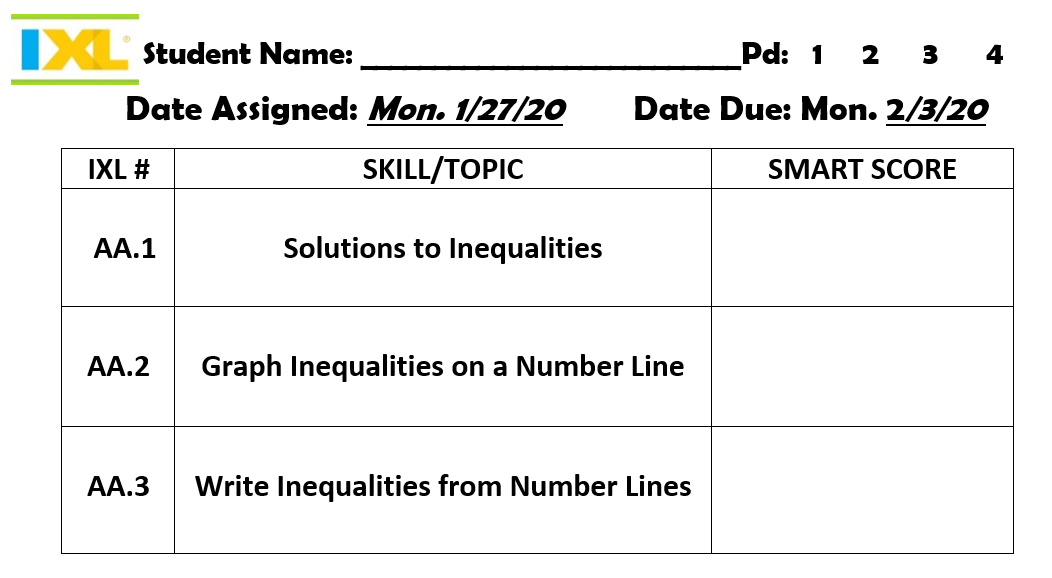 IXL® Student Name: __________________________Pd: 1 2 3 4
Date Assigned: Mon. 1/27/20 Date Due: Mon. 2/3/20
IXL # SKILL/TOPIC SMART SCORE
AA.1 Solutions to Inequalities
AA.2 Graph Inequalities on a Number Line
AA.3 Write Inequalities from Number Lines